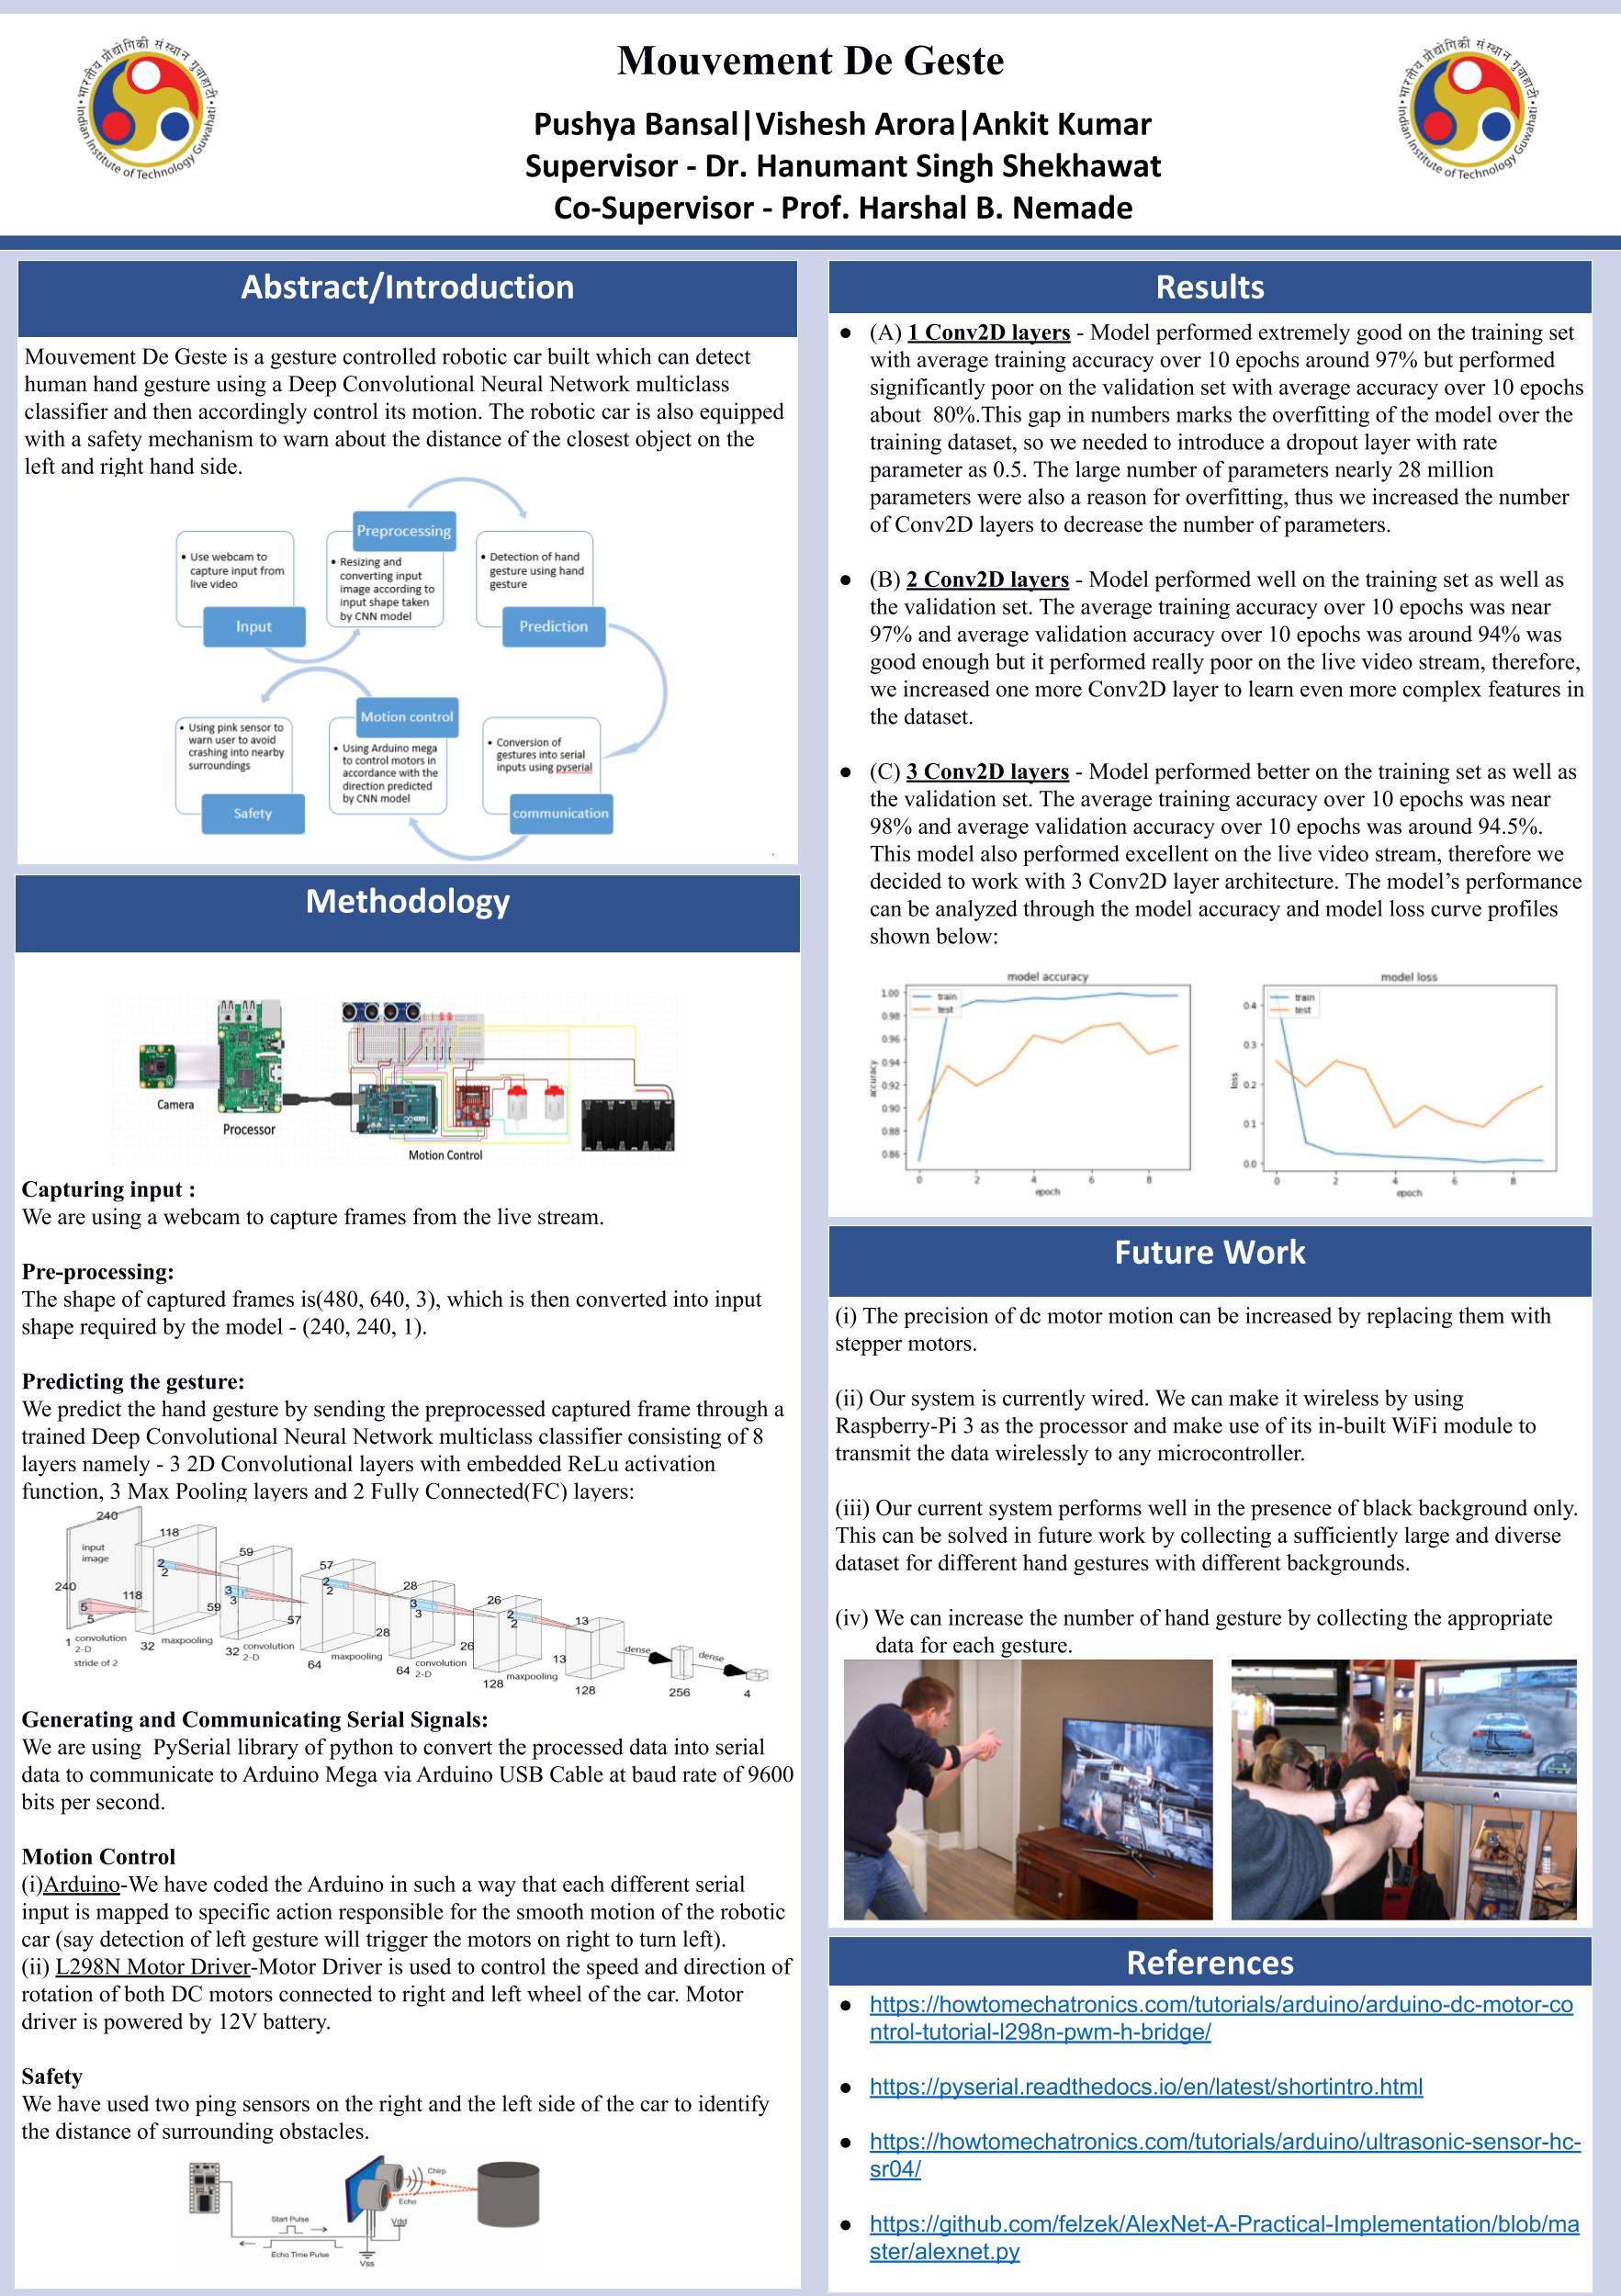 भारतीय प्रौद्योगिकी संस्थान गुवाहाटी
Indian Institute of Technology Guwahati
Mouvement De Geste
Pushya Bansal|Vishesh Arora|Ankit Kumar
Supervisor - Dr. Hanumant Singh Shekhawat
Co-Supervisor - Prof. Harshal B. Nemade
भारतीय प्रौद्योगिकी संस्थान गुवाहाटी
Indian Institute of Technology Guwahati
Abstract/Introduction
Mouvement De Geste is a gesture controlled robotic car built which can detect
human hand gesture using a Deep Convolutional Neural Network multiclass
classifier and then accordingly control its motion. The robotic car is also equipped
with a safety mechanism to warn about the distance of the closest object on the
left and right hand side.
• Use webcam to
capture input from
live video
Input
Preprocessing
• Resizing and
converting input
image according to
input shape taken
by CNN model
• Detection of hand
gesture using hand
gesture
Prediction
• Using pink sensor to
warn user to avoid
crashing into nearby
surroundings
Safety
Motion control
• Using Arduino mega
to control motors in
accordance with the
direction predicted
by CNN model
• Conversion of
gestures into serial
inputs using pyserial
communication
Methodology
Camera
Processor
Motion Control
Capturing input :
We are using a webcam to capture frames from the live stream.
Pre-processing:
The shape of captured frames is(480, 640, 3), which is then converted into input
shape required by the model - (240, 240, 1).
Predicting the gesture:
We predict the hand gesture by sending the preprocessed captured frame through a
trained Deep Convolutional Neural Network multiclass classifier consisting of 8
layers namely - 3 2D Convolutional layers with embedded ReLu activation
function, 3 Max Pooling layers and 2 Fully Connected(FC) layers:
240
input
image
240
5
5
1
convolution
2-D
stride of 2
118
2
2
118
32
maxpooling
59
3
3
59
32
convolution
2-D
57
2
2
57
64
maxpooling
28
3
3
28
64
convolution
2-D
26
2
2
26
128
maxpooling
13
13
128
dense
256
dense
4
Generating and Communicating Serial Signals:
We are using PySerial library of python to convert the processed data into serial
data to communicate to Arduino Mega via Arduino USB Cable at baud rate of 9600
bits per second.
Motion Control
(i)Arduino-We have coded the Arduino in such a way that each different serial
input is mapped to specific action responsible for the smooth motion of the robotic
car (say detection of left gesture will trigger the motors on right to turn left).
(ii) L298N Motor Driver-Motor Driver is used to control the speed and direction of
rotation of both DC motors connected to right and left wheel of the car. Motor
driver is powered by 12V battery.
Safety
We have used two ping sensors on the right and the left side of the car to identify
the distance of surrounding obstacles.
Chirp
Echo
Start Pulse
Vdd
Echo Time Pulse
Vss
Results
● (A) 1 Conv2D layers - Model performed extremely good on the training set
with average training accuracy over 10 epochs around 97% but performed
significantly poor on the validation set with average accuracy over 10 epochs
about 80%.This gap in numbers marks the overfitting of the model over the
training dataset, so we needed to introduce a dropout layer with rate
parameter as 0.5. The large number of parameters nearly 28 million
parameters were also a reason for overfitting, thus we increased the number
of Conv2D layers to decrease the number of parameters.
● (B) 2 Conv2D layers - Model performed well on the training set as well as
the validation set. The average training accuracy over 10 epochs was near
97% and average validation accuracy over 10 epochs was around 94% was
good enough but it performed really poor on the live video stream, therefore,
we increased one more Conv2D layer to learn even more complex features in
the dataset.
● (C) 3 Conv2D layers - Model performed better on the training set as well as
the validation set. The average training accuracy over 10 epochs was near
98% and average validation accuracy over 10 epochs was around 94.5%.
This model also performed excellent on the live video stream, therefore we
decided to work with 3 Conv2D layer architecture. The model’s performance
can be analyzed through the model accuracy and model loss curve profiles
shown below:
model accuracy
train
test
1.00
0.98
0.96
0.94
0.92
0.90
0.88
0.86
accuracy
0 2 4 6 8
epoch
model loss
train
test
0.4
0.3
0.2
0.1
0.0
loss
0 2 4 6 8
epoch
Future Work
(i) The precision of dc motor motion can be increased by replacing them with
stepper motors.
(ii) Our system is currently wired. We can make it wireless by using
Raspberry-Pi 3 as the processor and make use of its in-built WiFi module to
transmit the data wirelessly to any microcontroller.
(iii) Our current system performs well in the presence of black background only.
This can be solved in future work by collecting a sufficiently large and diverse
dataset for different hand gestures with different backgrounds.
(iv) We can increase the number of hand gesture by collecting the appropriate
data for each gesture.
References
● https://howtomechatronics.com/tutorials/arduino/arduino-dc-motor-co
ntrol-tutorial-l298n-pwm-h-bridge/
● https://pyserial.readthedocs.io/en/latest/shortintro.html
● https://howtomechatronics.com/tutorials/arduino/ultrasonic-sensor-hc-
sr04/
● https://github.com/felzek/AlexNet-A-Practical-Implementation/blob/ma
ster/alexnet.py